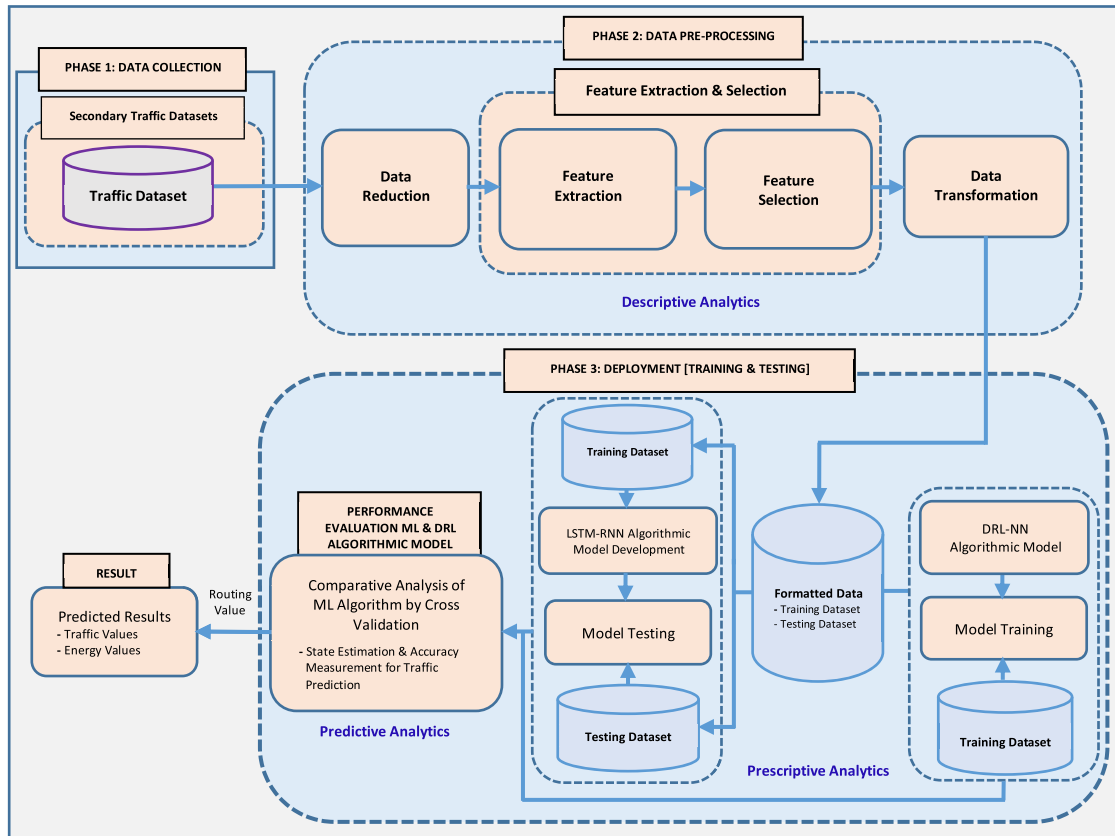 PHASE 2: DATA PRE-PROCESSING
PHASE 1: DATA COLLECTION
Feature Extraction & Selection
Secondary Traffic Datasets
Traffic Dataset
Data
Reduction
Feature
Extraction
Feature
Selection
Data
Transformation
Descriptive Analytics
PHASE 3: DEPLOYMENT [TRAINING & TESTING]
Training Dataset
LSTM-RNN Algorithmic
Model Development
Model Testing
Testing Dataset
Formatted Data
- Training Dataset
- Testing Dataset
DRL-NN
Algorithmic Model
Model Training
Training Dataset
Prescriptive Analytics
PERFORMANCE
EVALUATION ML & DRL
ALGORITHMIC MODEL
Comparative Analysis of
ML Algorithm by Cross
Validation
- State Estimation & Accuracy
Measurement for Traffic
Prediction
Predictive Analytics
Routing
Value
RESULT
Predicted Results
- Traffic Values
- Energy Values